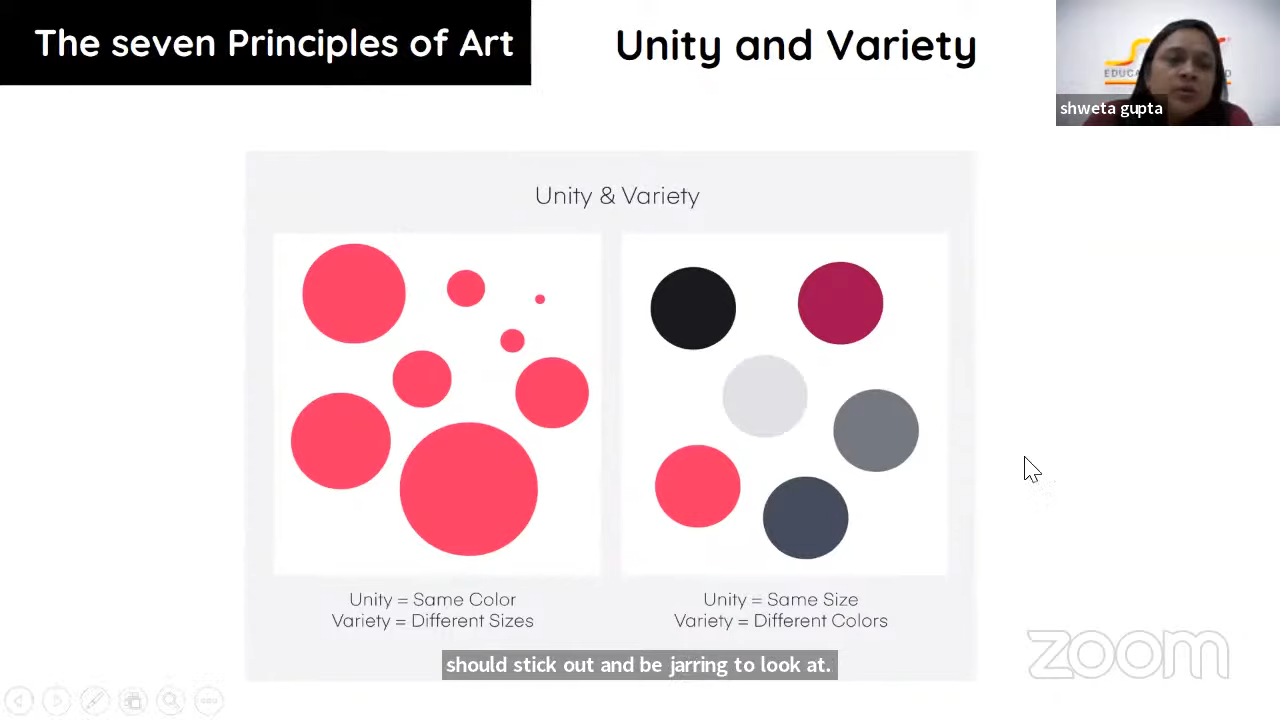 The seven Principles of Art
Unity and Variety
shweta gupta
Unity & Variety
Unity = Same Color
Variety = Different Sizes
Unity = Same Size
Variety = Different Colors
should stick out and be jarring to look at.
zoom